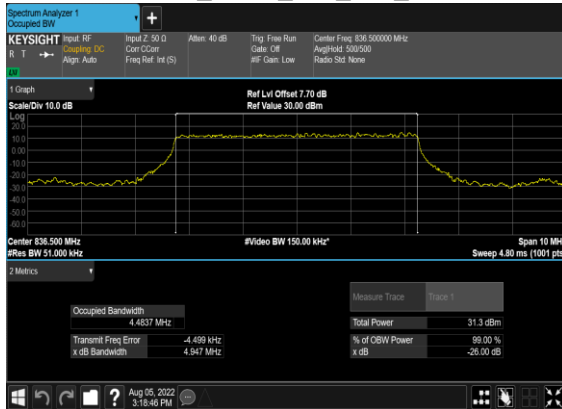 Spectrum Analyzer 1
Occupied BW
KEYSIGHT Input: RF Input Z: 50 Ω Atten: 40 dB Trig: Free Run Center Freq: 836.500000 MHz
R T Coupling: DC Corr CCorr Gate: Off Avg|Hold: 500/500
Align: Auto Freq Ref: Int (S) #IF Gain: Low Radio Std: None
1 Graph
Ref Lvl Offset 7.70 dB
Scale/Div 10.0 dB Ref Value 30.00 dBm
Log
20.0
10.0
0.00
-10.0
-20.0
-30.0
-40.0
-50.0
-60.0
Center 836.500 MHz #Video BW 150.00 kHz* Span 10 MH
#Res BW 51.000 kHz Sweep 4.80 ms (1001 pts
2 Metrics
Measure Trace Trace 1
Occupied Bandwidth
4.4837 MHz Total Power 31.3 dBm
Transmit Freq Error -4.499 kHz % of OBW Power 99.00 %
x dB Bandwidth 4.947 MHz x dB -26.00 dB
? Aug 05, 2022
3:18:46 PM